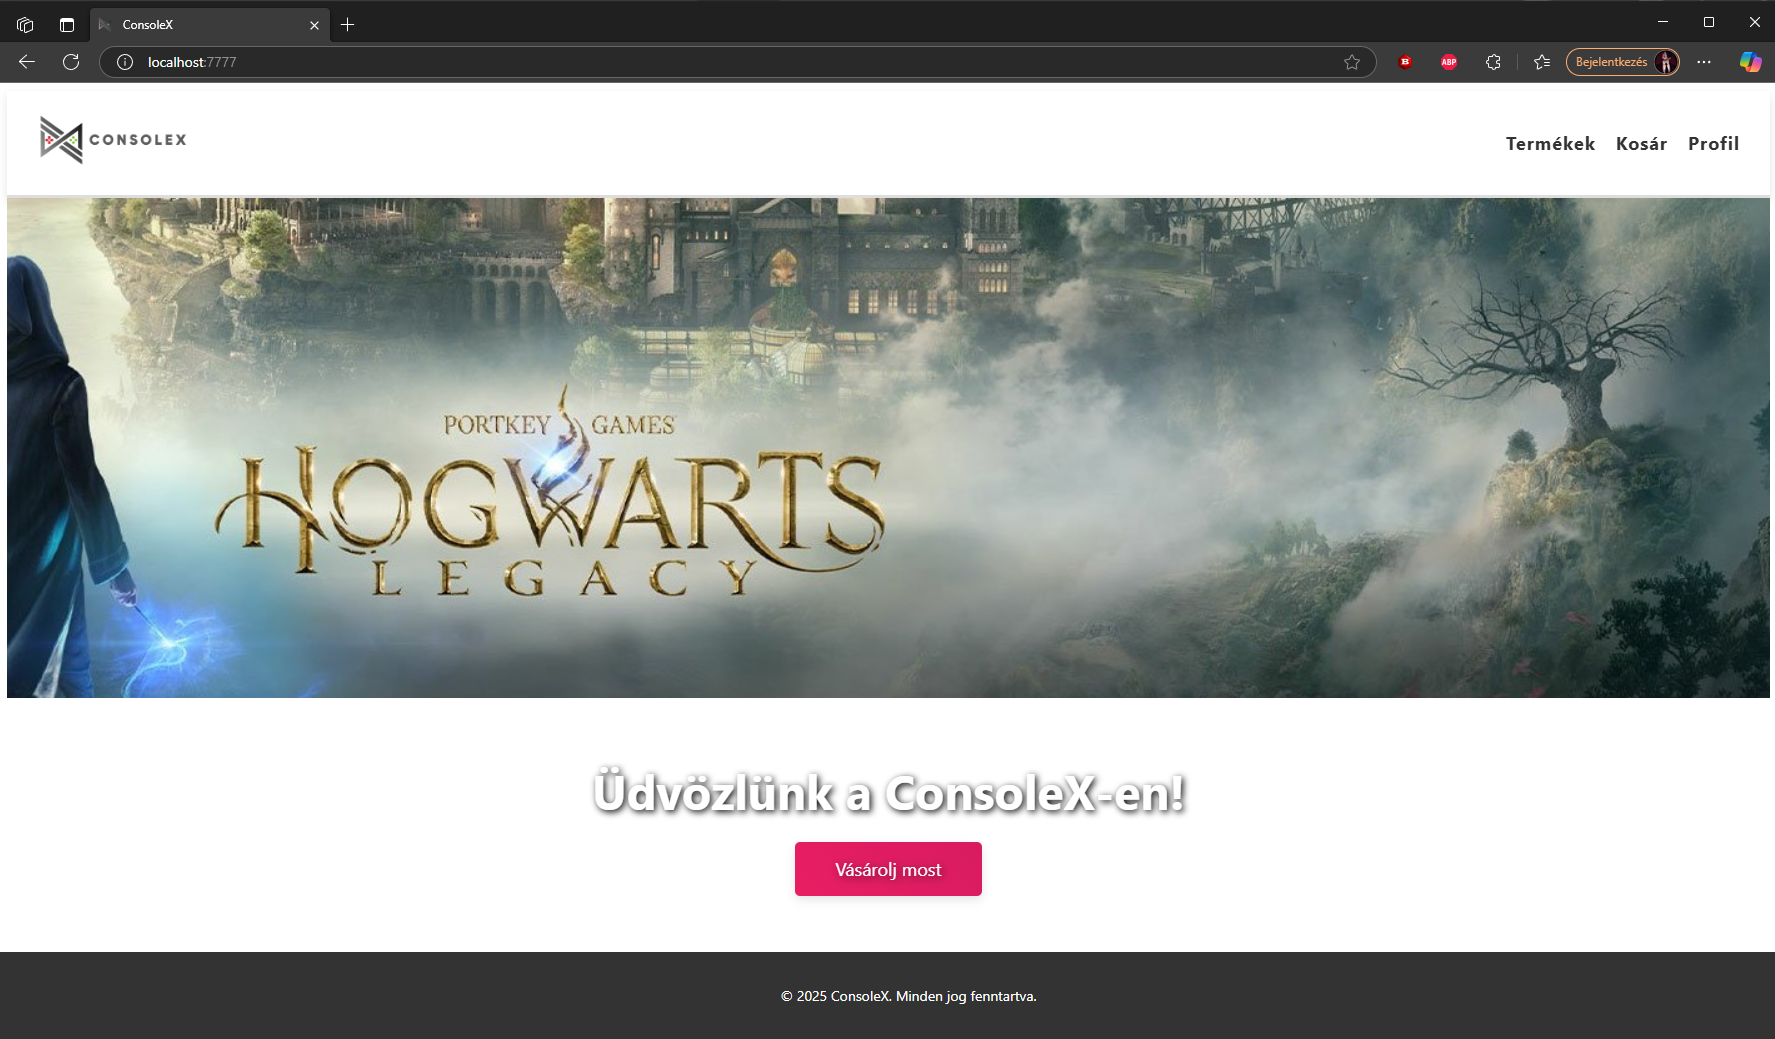 ConsoleX
localhost:7777
ABP
Bejelentkezés
CONSOLEX
Termékek Kosár Profil
PORTKEY GAMES
HOGWARTS
LEGACY
Üdvözlünk a ConsoleX-en!
Vásárolj most
© 2025 ConsoleX. Minden jog fenntartva.